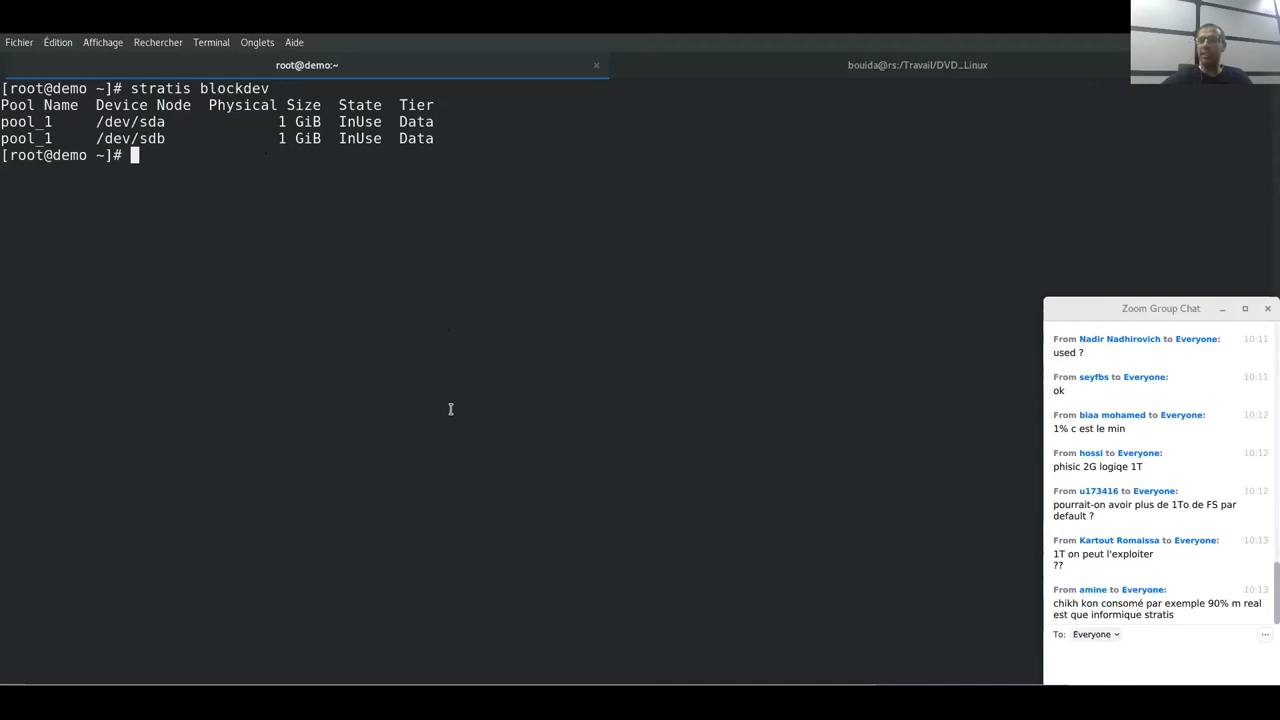 Fichier Édition Affichage Rechercher Terminal Onglets Aide
root@demo:~ × bouida@rs:/Travail/DVD_Linux
[root@demo ~]# stratis blockdev
Pool Name  Device Node  Physical Size  State  Tier
pool_1     /dev/sda             1 GiB  InUse  Data
pool_1     /dev/sdb             1 GiB  InUse  Data
[root@demo ~]#
Zoom Group Chat
From Nadir Nadhirovich to Everyone: 10:11
used ?
From seyfbs to Everyone: 10:11
ok
From blaa mohamed to Everyone: 10:12
1% c est le min
From hossi to Everyone: 10:12
phisic 2G logiqe 1T
From u173416 to Everyone: 10:12
pourrait-on avoir plus de 1To de FS par
default ?
From Kartout Romaissa to Everyone: 10:13
1T on peut l'exploiter
??
From amine to Everyone: 10:13
chikh kon consomé par exemple 90% m real
est que informique stratis
To: Everyone